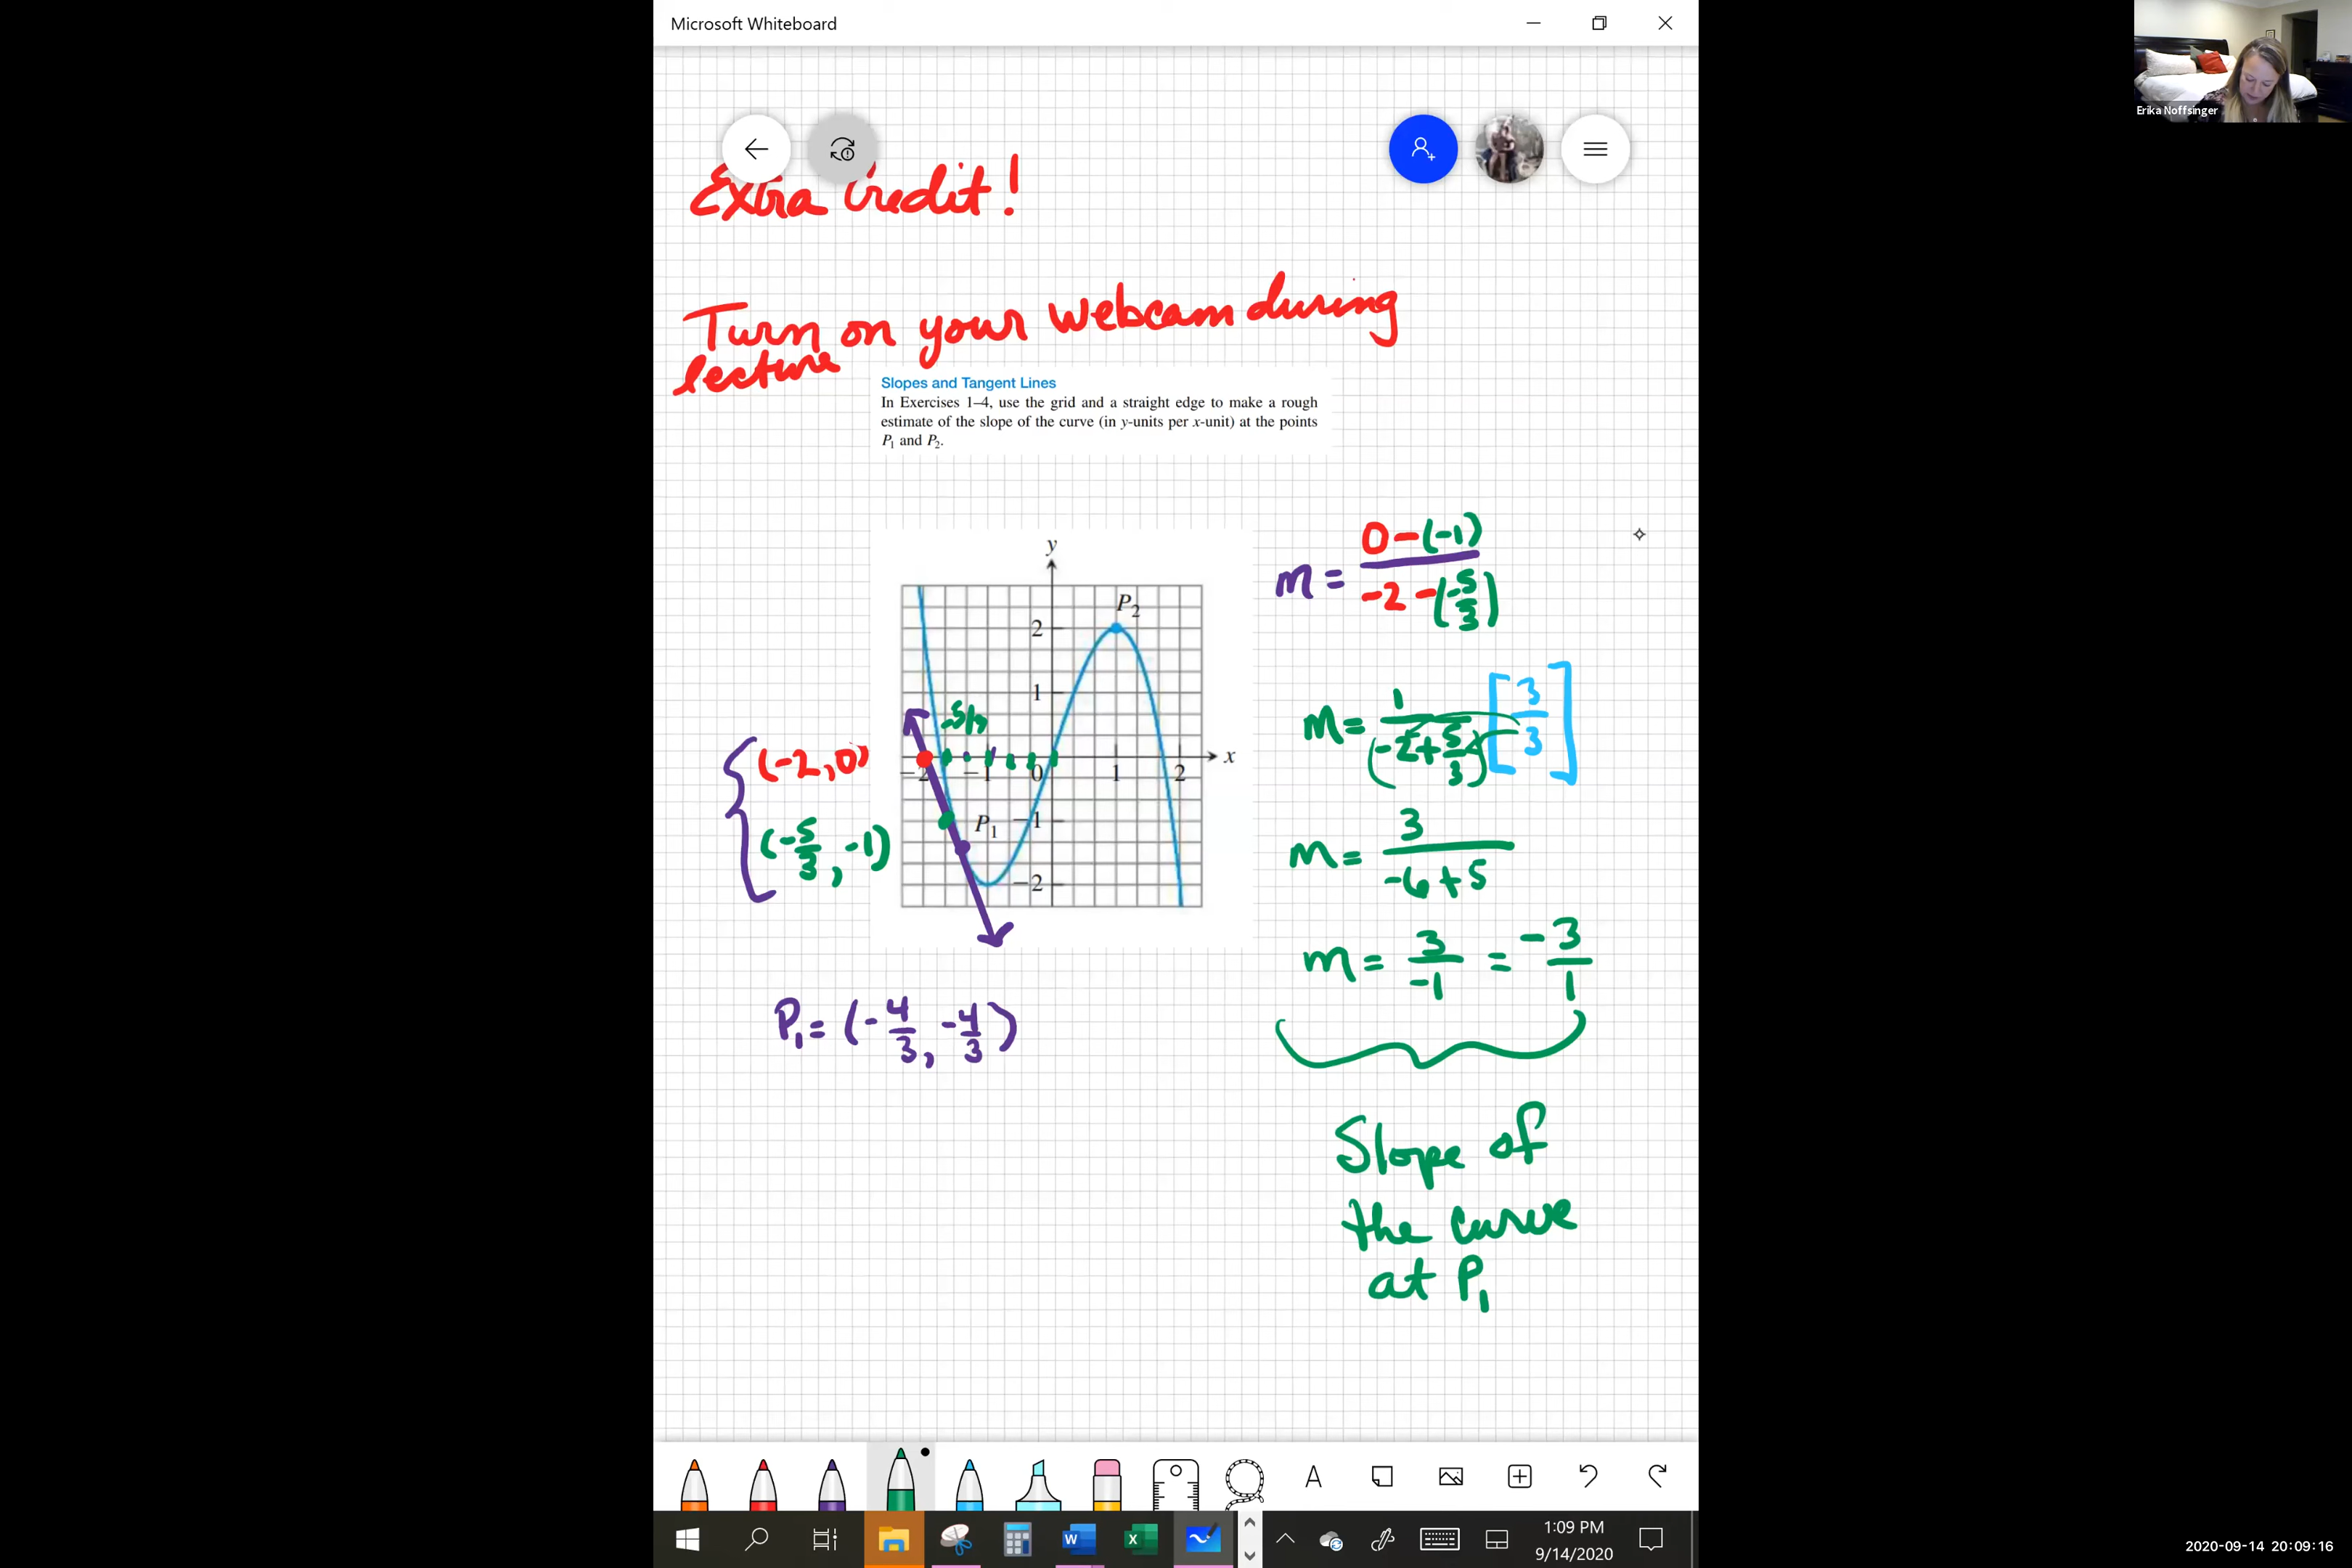 Microsoft Whiteboard
Erika Noffsinger
Extra Credit!
Turn on your webcam during
lecture
Slopes and Tangent Lines
In Exercises 1–4, use the grid and a straight edge to make a rough
estimate of the slope of the curve (in y-units per x-unit) at the points
P₁ and P₂.
m = 0-(-1) / -2-(-5/3)
y
P₂
2
1
-5/3
m = 1 / (-2+5/3) [3/3]
(-2,0)
−2 −1 0 1 2 x
(-5/3, -1)
P₁ −1
m = 3 / -6+5
−2
m = 3/-1 = -3/1
P₁ = (-4/3, -4/3)
Slope of
the curve
at P₁
A
W
X
1:09 PM
9/14/2020
2020-09-14 20:09:16